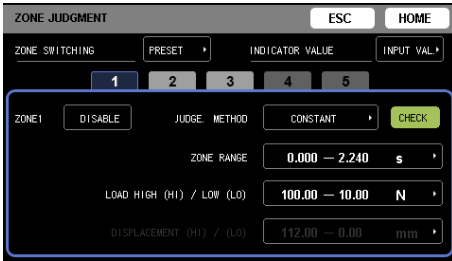 ZONE JUDGMENT ESC HOME
ZONE SWITCHING PRESET INDICATOR VALUE INPUT VAL.
1 2 3 4 5
ZONE1 DISABLE JUDGE. METHOD CONSTANT CHECK
ZONE RANGE 0.000 — 2.240 s
LOAD HIGH (HI) / LOW (LO) 100.00 — 10.00 N
DISPLACEMENT (HI) / (LO) 112.00 — 0.00 mm